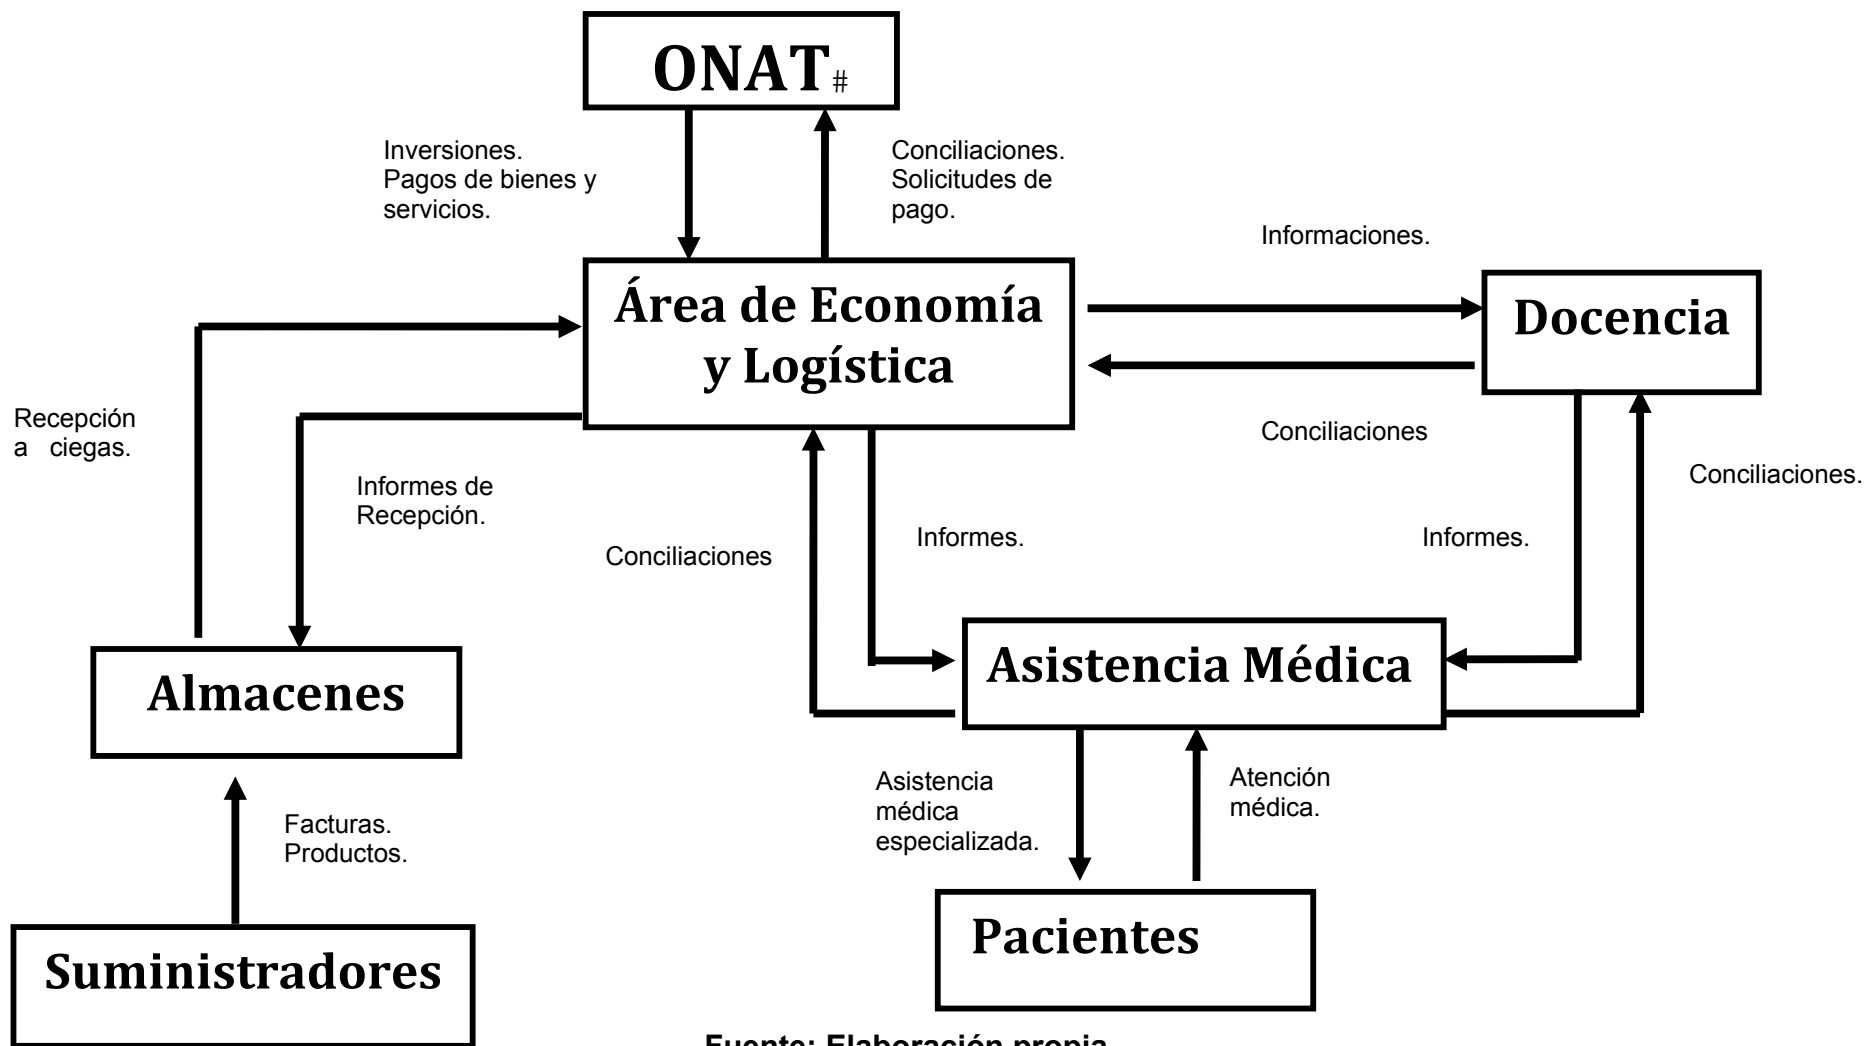 ONAT#
Inversiones.
Pagos de bienes y
servicios.
Conciliaciones.
Solicitudes de
pago.
Informaciones.
Área de Economía
y Logística
Docencia
Recepción
a ciegas.
Conciliaciones
Conciliaciones.
Informes de
Recepción.
Conciliaciones
Informes.
Informes.
Asistencia Médica
Almacenes
Asistencia
médica
especializada.
Atención
médica.
Facturas.
Productos.
Pacientes
Suministradores
Fuente: Elaboración propia